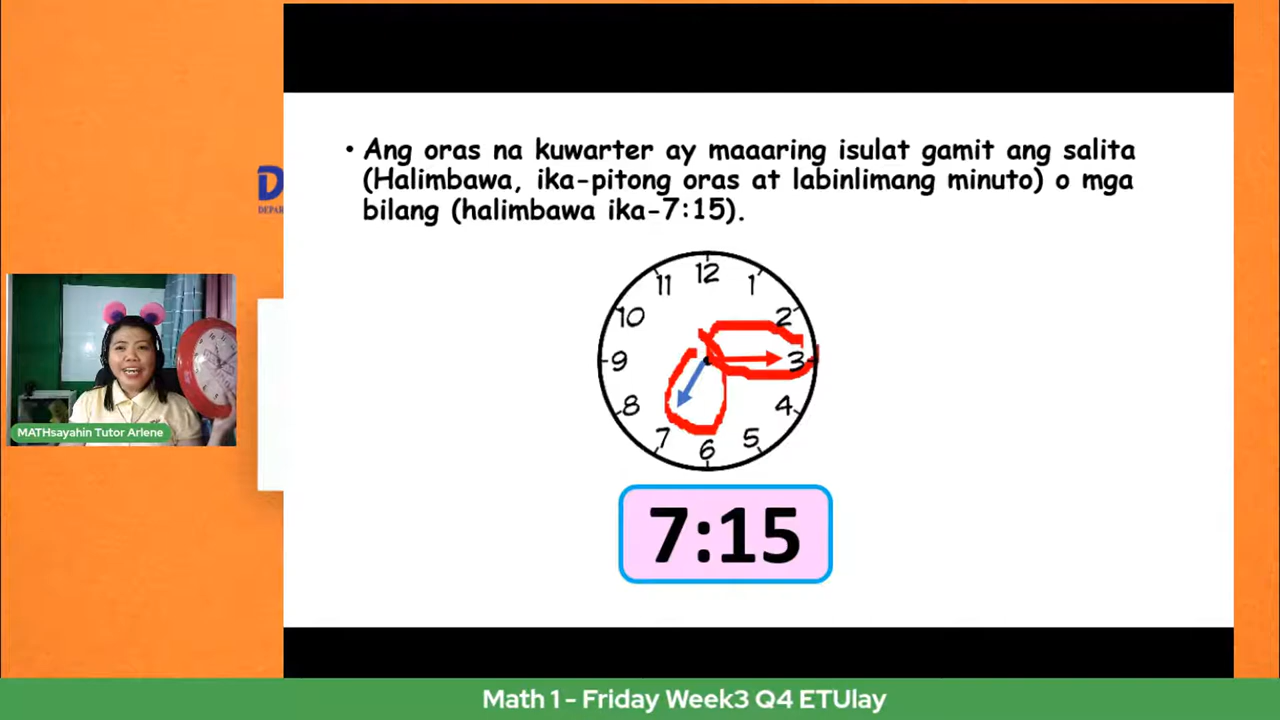 • Ang oras na kuwarter ay maaaring isulat gamit ang salita
(Halimbawa, ika-pitong oras at labinlimang minuto) o mga
bilang (halimbawa ika-7:15).
12
11
1
10
2
9
3
8
4
7
5
6
7:15
MATHsayahin Tutor Arlene
Math 1 - Friday Week3 Q4 ETUlay